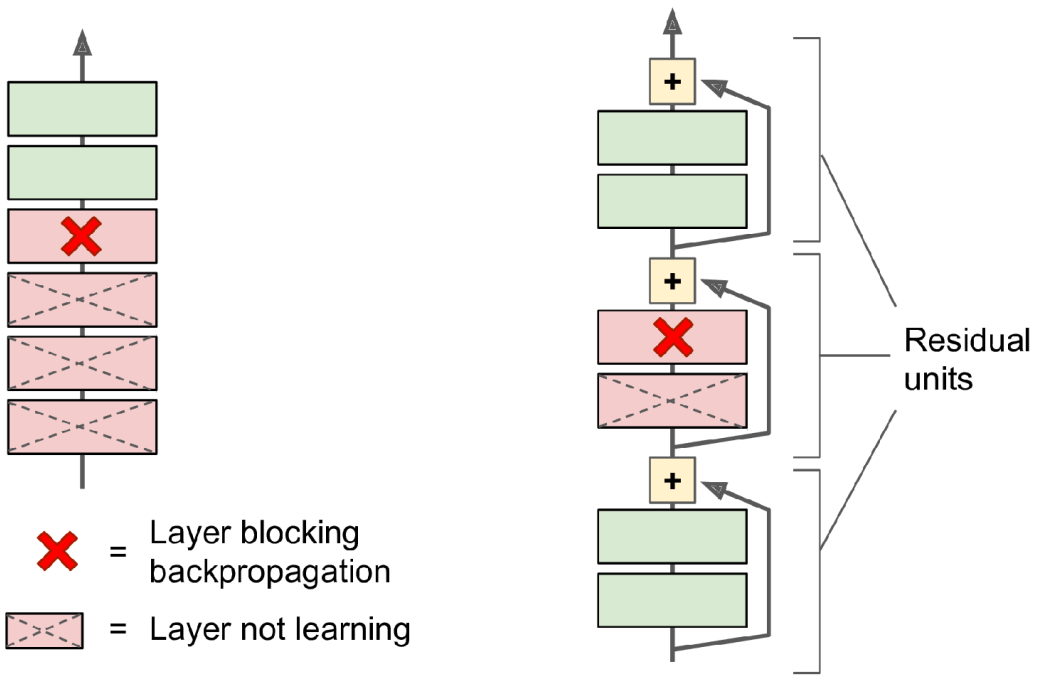 +
+
Residual
units
+
= Layer blocking
backpropagation
= Layer not learning